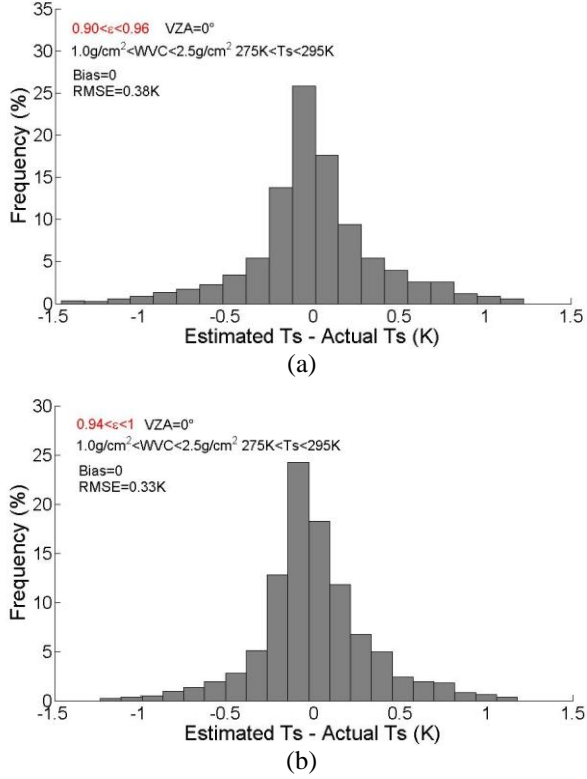 35
30
25
20
15
10
5
0
Frequency (%)
0.90<ε<0.96 VZA=0°
1.0g/cm²<WVC<2.5g/cm² 275K<Ts<295K
Bias=0
RMSE=0.38K
-1.5 -1 -0.5 0 0.5 1 1.5
Estimated Ts - Actual Ts (K)
(a)
30
25
20
15
10
5
0
Frequency (%)
0.94<ε<1 VZA=0°
1.0g/cm²<WVC<2.5g/cm² 275K<Ts<295K
Bias=0
RMSE=0.33K
-1.5 -1 -0.5 0 0.5 1 1.5
Estimated Ts - Actual Ts (K)
(b)